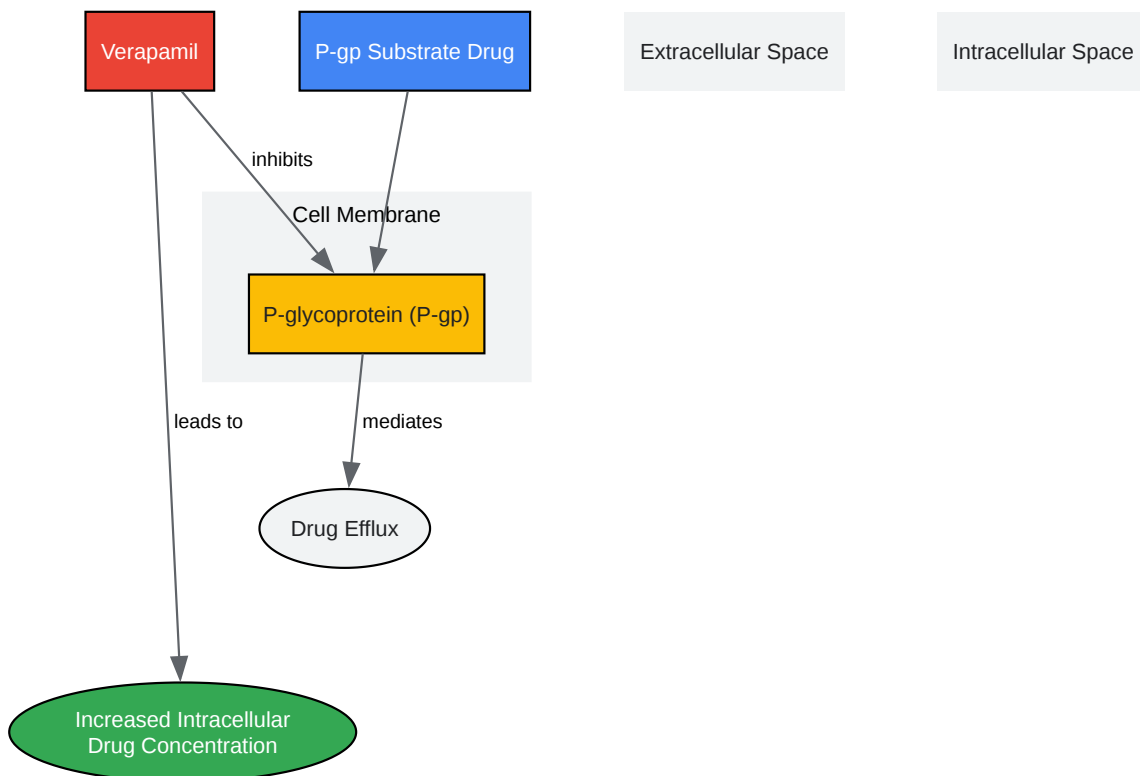 Verapamil
P-gp Substrate Drug
Extracellular Space
Intracellular Space
inhibits
Cell Membrane
P-glycoprotein (P-gp)
leads to
mediates
Drug Efflux
Increased Intracellular
Drug Concentration